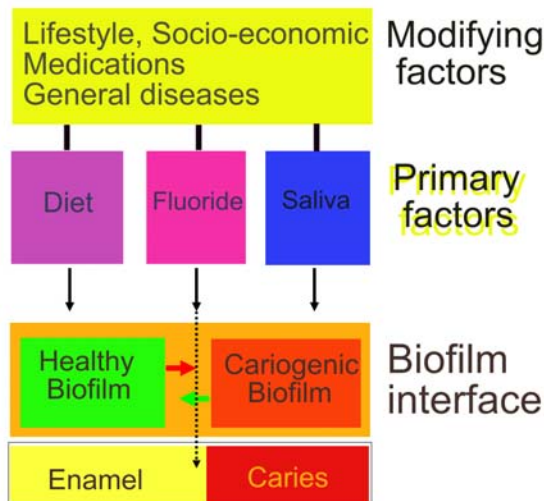 Lifestyle, Socio-economic
Medications
General diseases
Modifying
factors
Diet
Fluoride
Saliva
Primary
factors
Healthy
Biofilm
Cariogenic
Biofilm
Biofilm
interface
Enamel
Caries